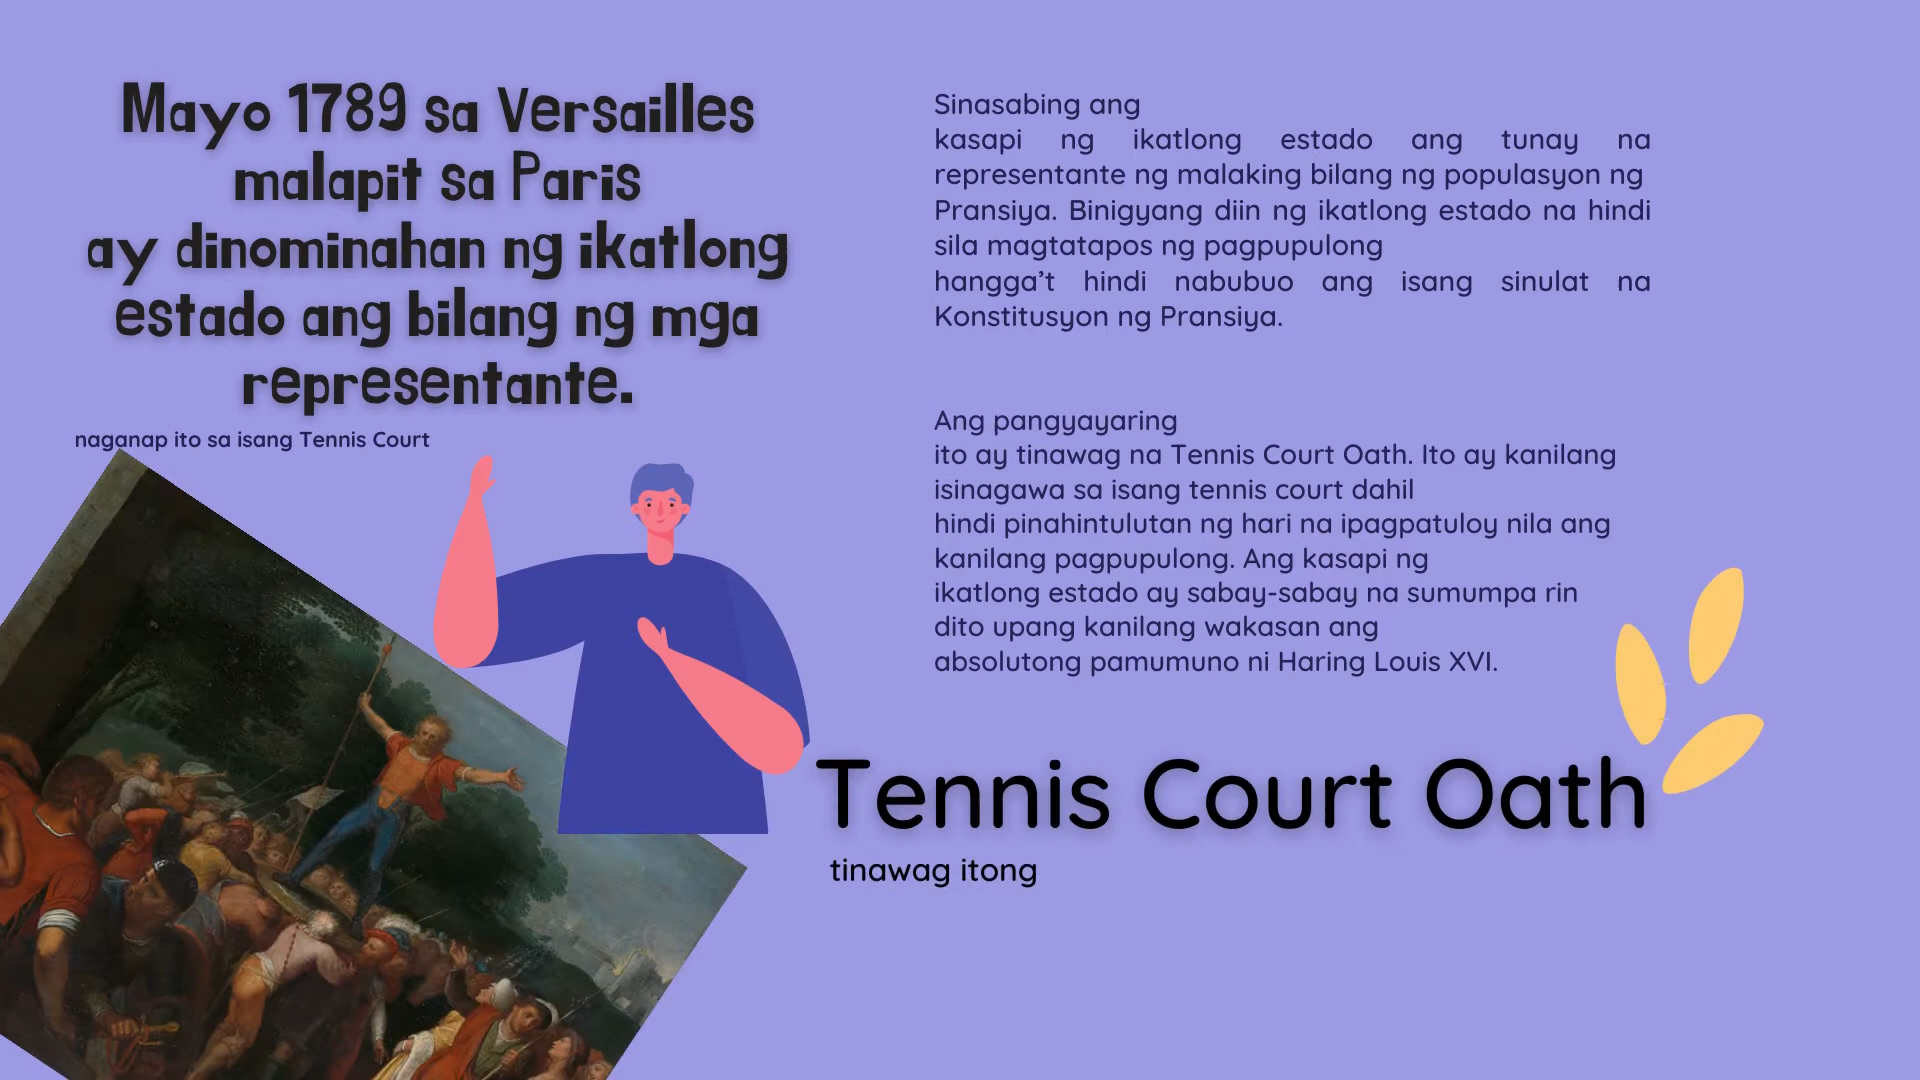 Mayo 1789 sa Versailles
malapit sa Paris
ay dinominahan ng ikatlong
estado ang bilang ng mga
representante.
naganap ito sa isang Tennis Court
Sinasabing ang
kasapi ng ikatlong estado ang tunay na
representante ng malaking bilang ng populasyon ng
Pransiya. Binigyang diin ng ikatlong estado na hindi
sila magtatapos ng pagpupulong
hangga't hindi nabubuo ang isang sinulat na
Konstitusyon ng Pransiya.
Ang pangyayaring
ito ay tinawag na Tennis Court Oath. Ito ay kanilang
isinagawa sa isang tennis court dahil
hindi pinahintulutan ng hari na ipagpatuloy nila ang
kanilang pagpupulong. Ang kasapi ng
ikatlong estado ay sabay-sabay na sumumpa rin
dito upang kanilang wakasan ang
absolutong pamumuno ni Haring Louis XVI.
Tennis Court Oath
tinawag itong